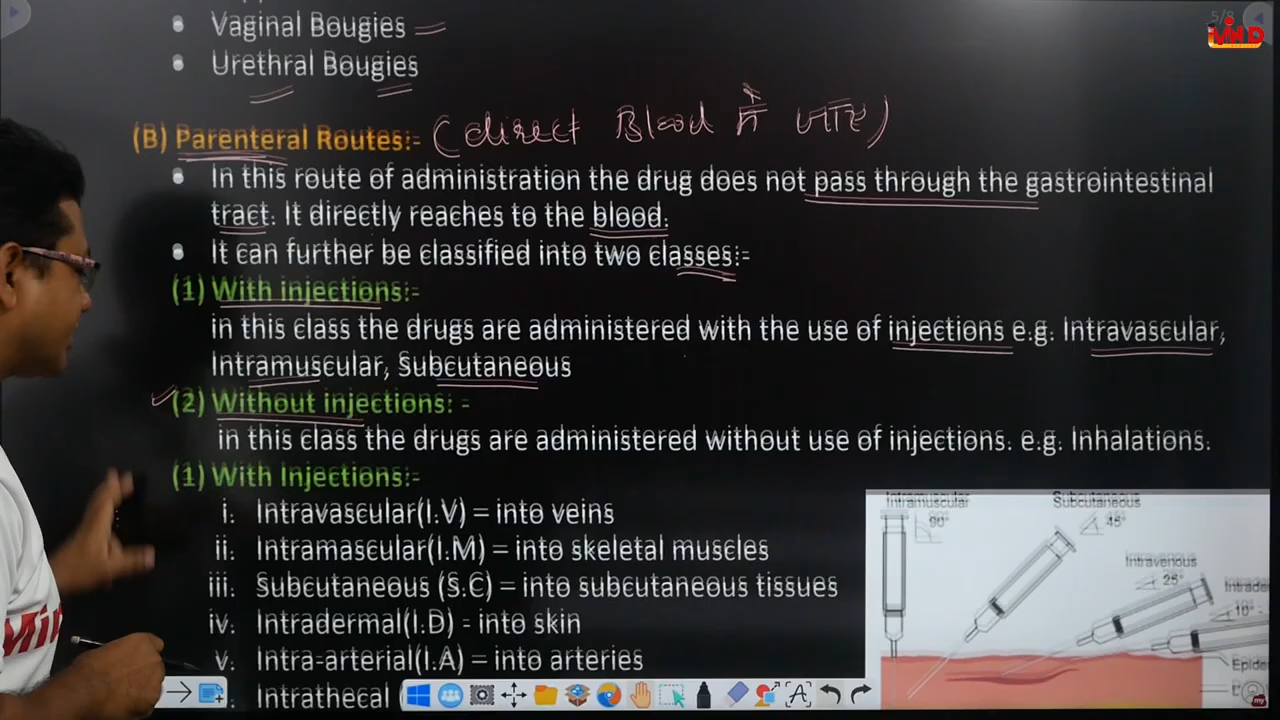 5/8
Vaginal Bougies
MIND
Urethral Bougies
(B) Parenteral Routes:- (direct Blood में
In this route of administration the drug does not pass through the gastrointestinal
tract. It directly reaches to the blood.
It can further be classified into two classes:-
(1) With injections:-
in this class the drugs are administered with the use of injections e.g. Intravascular,
Intramuscular, Subcutaneous
(2) Without injections: -
in this class the drugs are administered without use of injections. e.g. Inhalations.
(1) With Injections:-
i. Intravascular(I.V) = into veins
ii. Intramascular(I.M) = into skeletal muscles
iii. Subcutaneous (S.C) = into subcutaneous tissues
iv. Intradermal(I.D) - into skin
v. Intra-arterial(I.A) = into arteries
Intrathecal (
Intramuscular
90°
Subcutaneous
45°
Intravenous
25°
10°